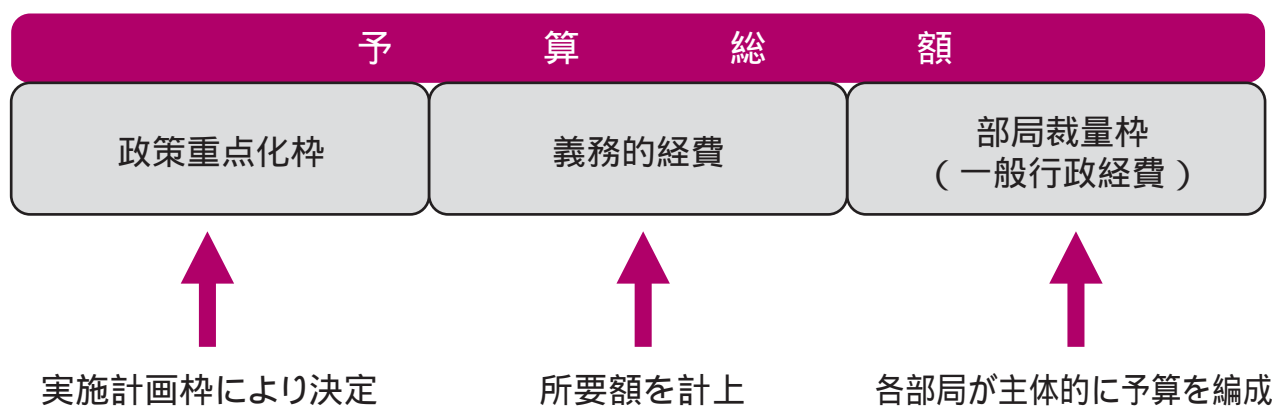 予算総額
政策重点化枠
義務的経費
部局裁量枠
(一般行政経費)
実施計画枠により決定
所要額を計上
各部局が主体的に予算を編成